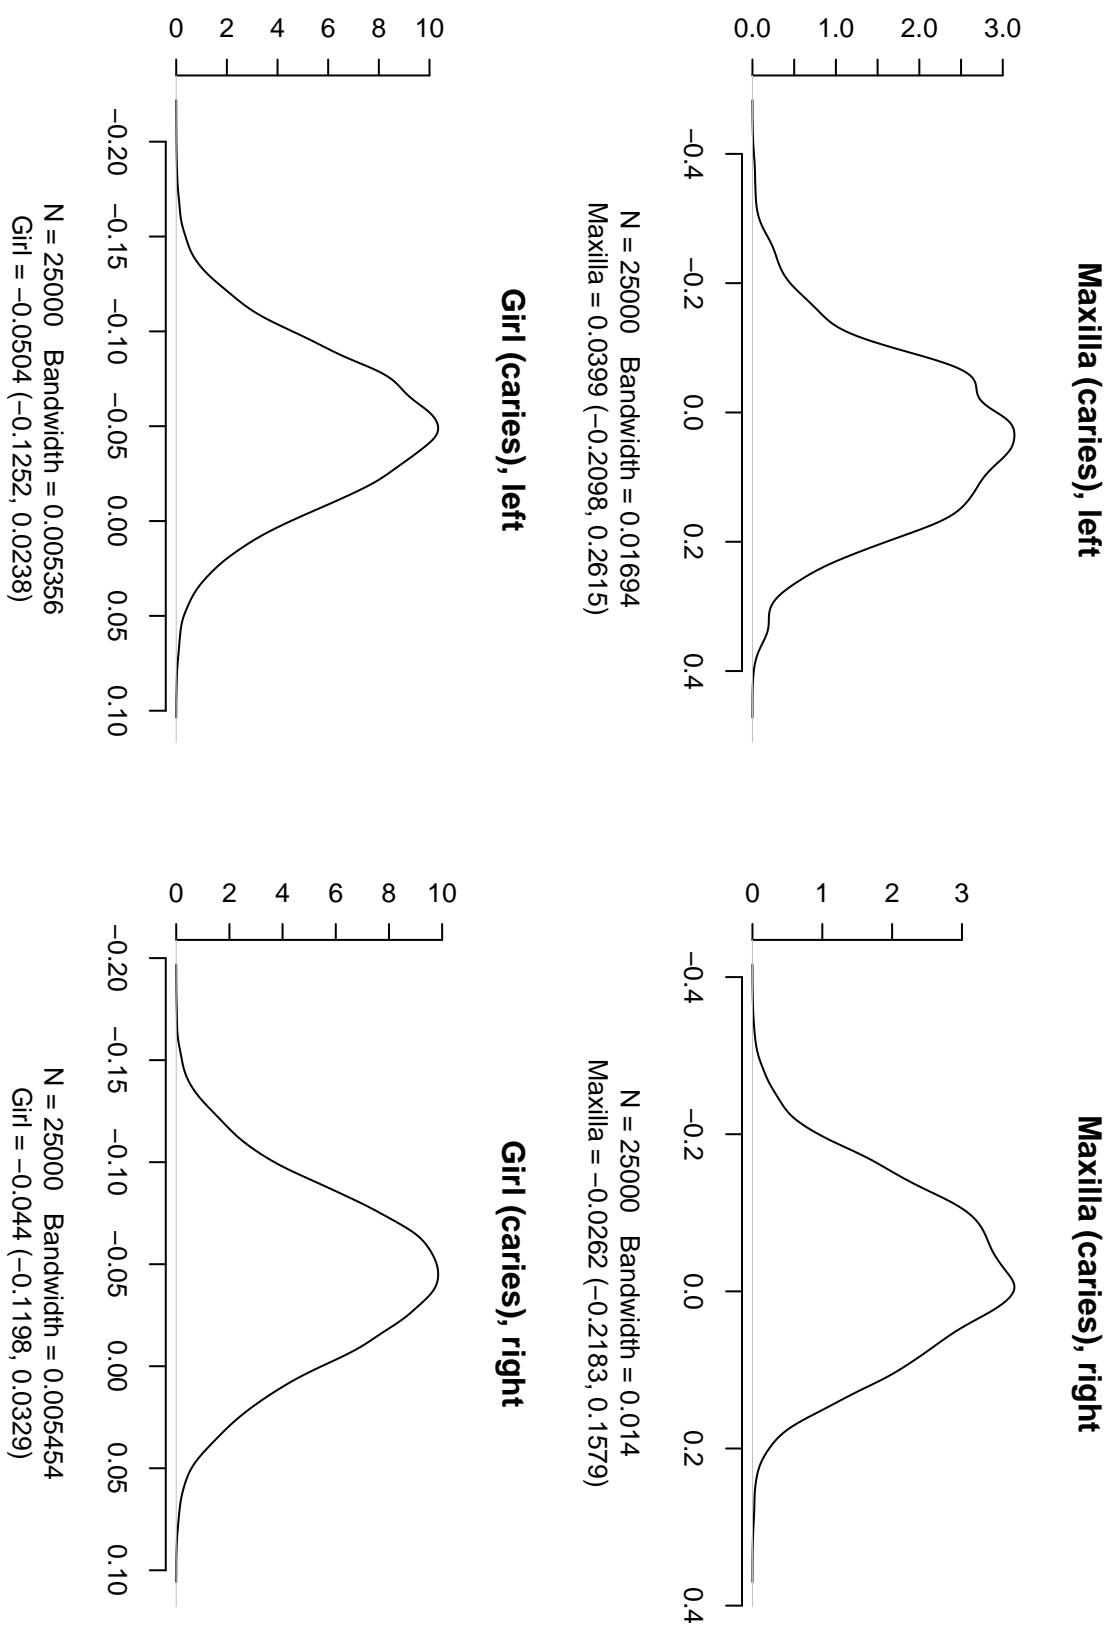 Maxilla (caries), left
0.0 1.0 2.0 3.0
−0.4 −0.2 0.0 0.2 0.4
N = 25000 Bandwidth = 0.01694
Maxilla = 0.0399 (−0.2098, 0.2615)
Maxilla (caries), right
0 1 2 3
−0.4 −0.2 0.0 0.2 0.4
N = 25000 Bandwidth = 0.014
Maxilla = −0.0262 (−0.2183, 0.1579)
Girl (caries), left
0 2 4 6 8 10
−0.20 −0.15 −0.10 −0.05 0.00 0.05 0.10
N = 25000 Bandwidth = 0.005356
Girl = −0.0504 (−0.1252, 0.0238)
Girl (caries), right
0 2 4 6 8 10
−0.20 −0.15 −0.10 −0.05 0.00 0.05 0.10
N = 25000 Bandwidth = 0.005454
Girl = −0.044 (−0.1198, 0.0329)